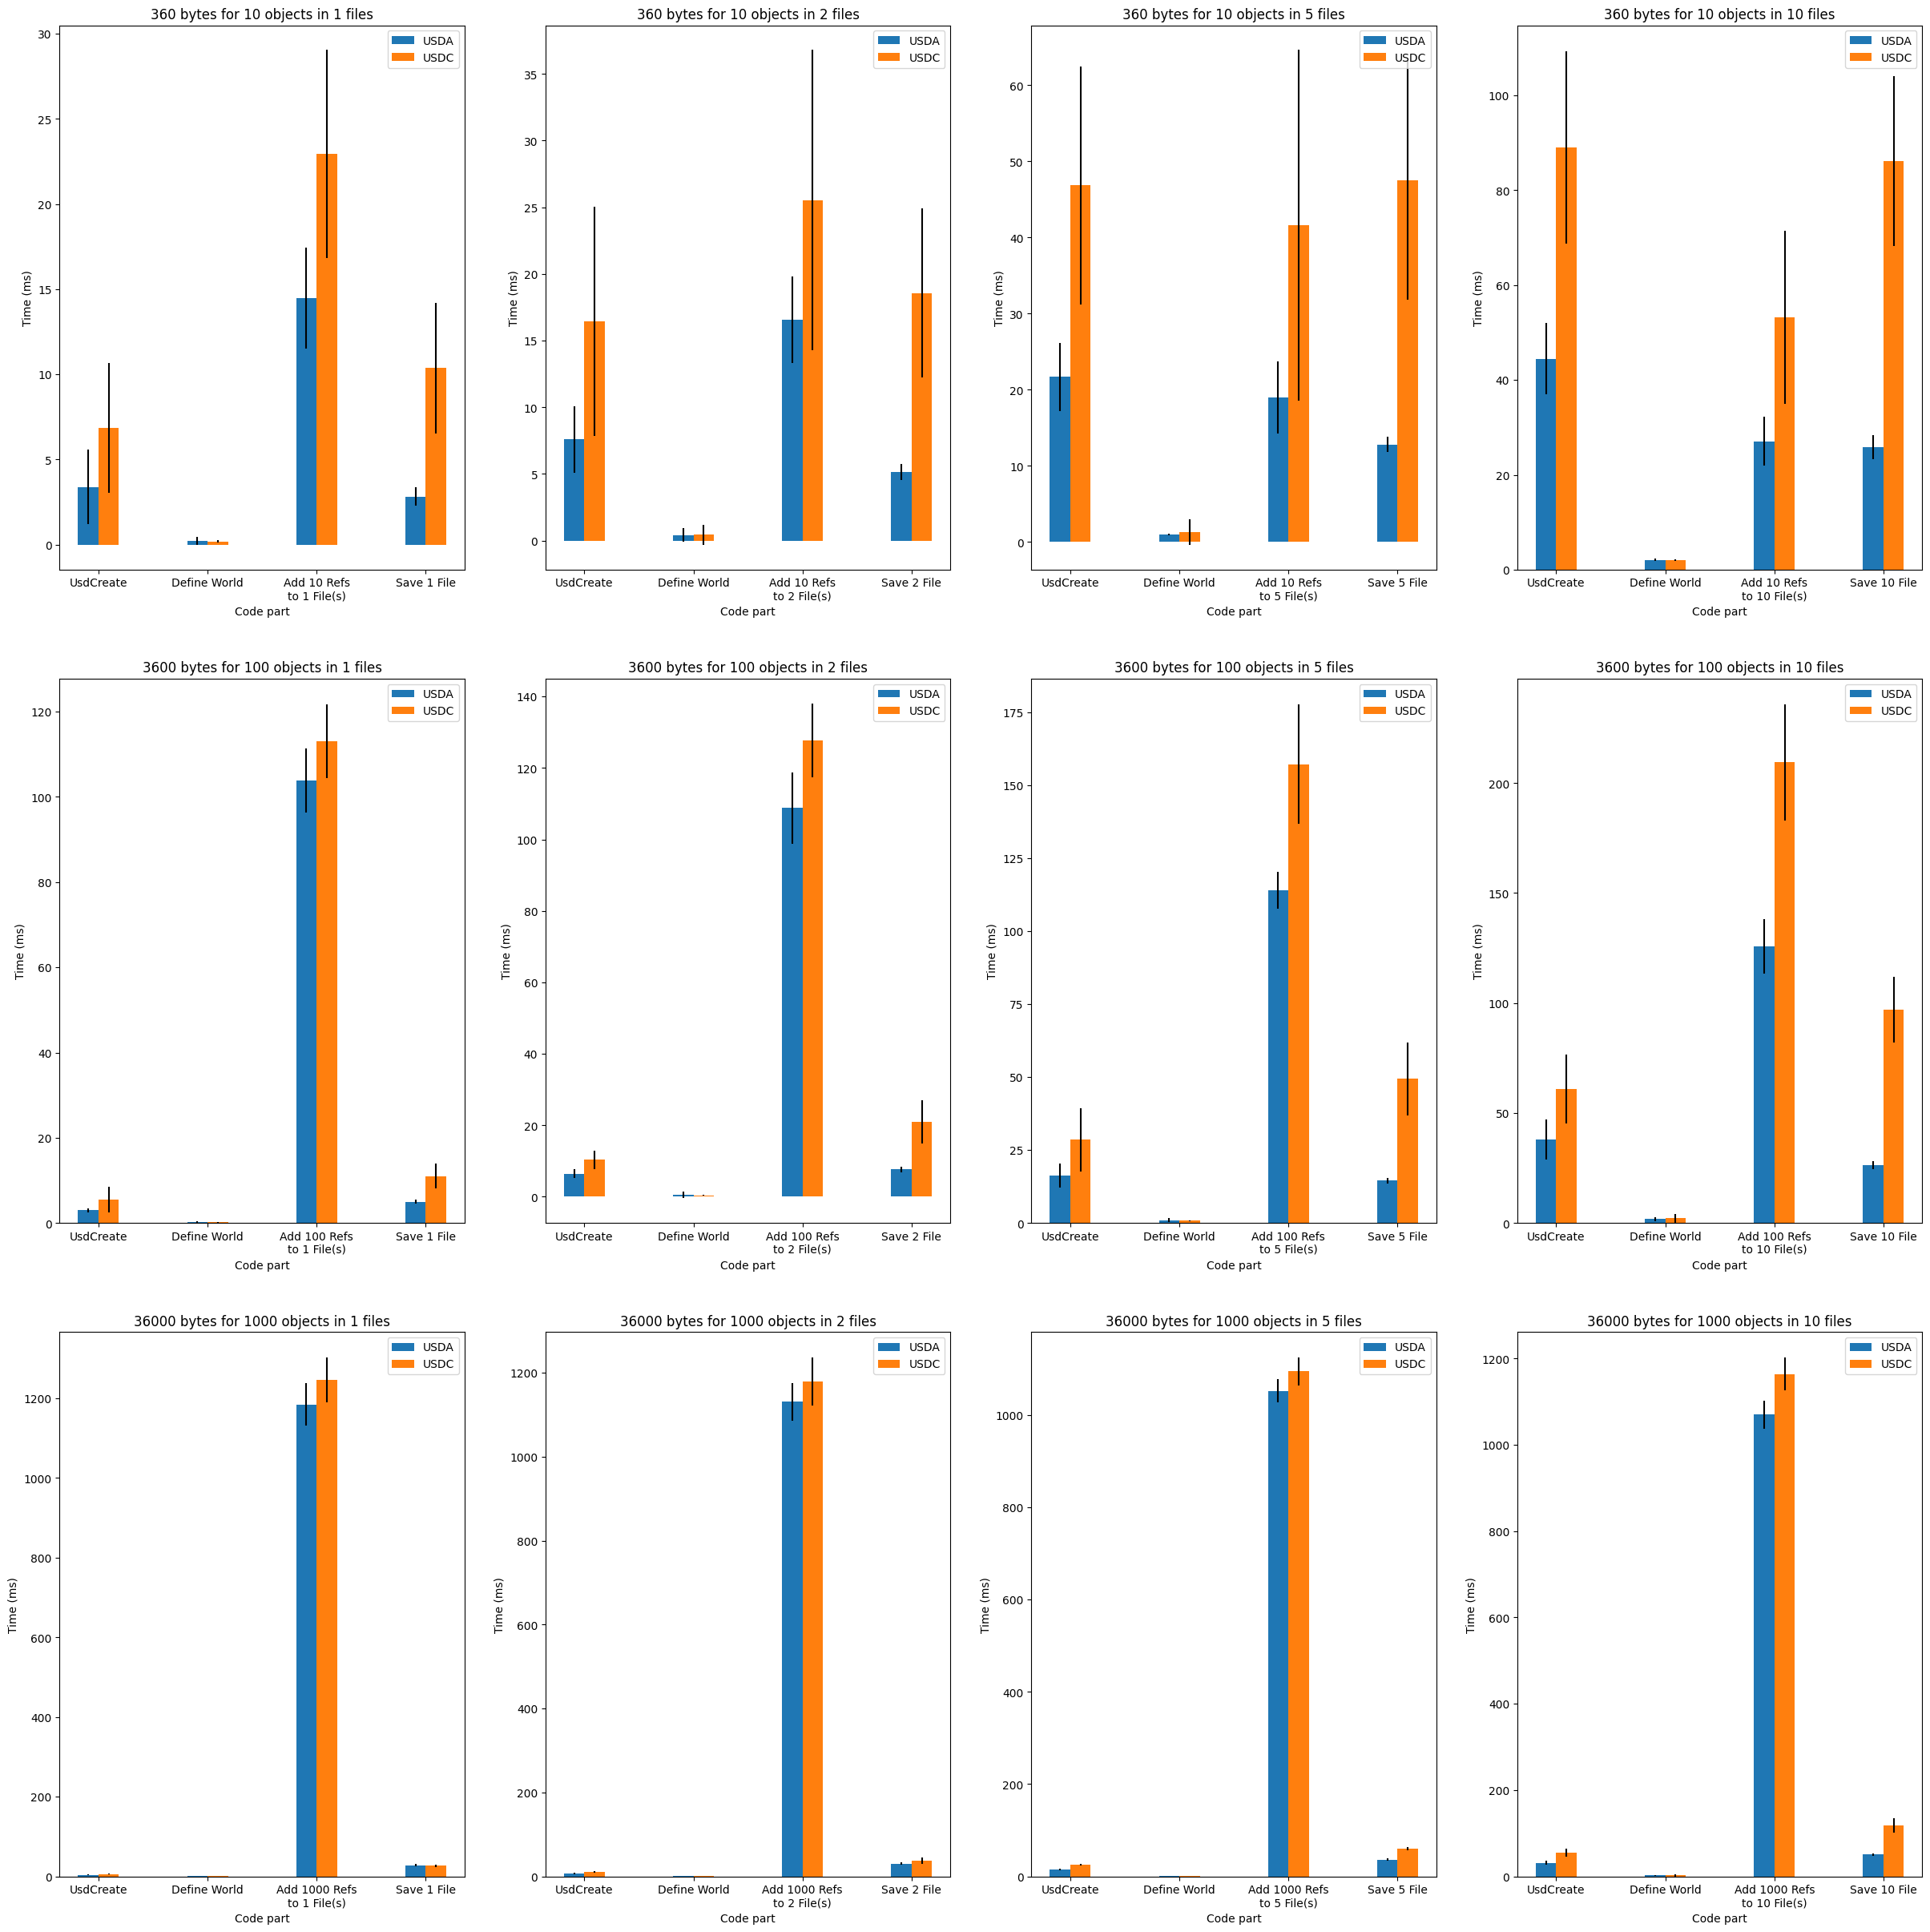 360 bytes for 10 objects in 1 files
USDA
USDC
30
25
20
15
10
5
0
Time (ms)
UsdCreate
Define World
Add 10 Refs
to 1 File(s)
Save 1 File
Code part
360 bytes for 10 objects in 2 files
USDA
USDC
35
30
25
20
15
10
5
0
Time (ms)
UsdCreate
Define World
Add 10 Refs
to 2 File(s)
Save 2 File
Code part
360 bytes for 10 objects in 5 files
USDA
USDC
60
50
40
30
20
10
0
Time (ms)
UsdCreate
Define World
Add 10 Refs
to 5 File(s)
Save 5 File
Code part
360 bytes for 10 objects in 10 files
USDA
USDC
100
80
60
40
20
0
Time (ms)
UsdCreate
Define World
Add 10 Refs
to 10 File(s)
Save 10 File
Code part
3600 bytes for 100 objects in 1 files
USDA
USDC
120
100
80
60
40
20
0
Time (ms)
UsdCreate
Define World
Add 100 Refs
to 1 File(s)
Save 1 File
Code part
3600 bytes for 100 objects in 2 files
USDA
USDC
140
120
100
80
60
40
20
0
Time (ms)
UsdCreate
Define World
Add 100 Refs
to 2 File(s)
Save 2 File
Code part
3600 bytes for 100 objects in 5 files
USDA
USDC
175
150
125
100
75
50
25
0
Time (ms)
UsdCreate
Define World
Add 100 Refs
to 5 File(s)
Save 5 File
Code part
3600 bytes for 100 objects in 10 files
USDA
USDC
200
150
100
50
0
Time (ms)
UsdCreate
Define World
Add 100 Refs
to 10 File(s)
Save 10 File
Code part
36000 bytes for 1000 objects in 1 files
USDA
USDC
1200
1000
800
600
400
200
0
Time (ms)
UsdCreate
Define World
Add 1000 Refs
to 1 File(s)
Save 1 File
Code part
36000 bytes for 1000 objects in 2 files
USDA
USDC
1200
1000
800
600
400
200
0
Time (ms)
UsdCreate
Define World
Add 1000 Refs
to 2 File(s)
Save 2 File
Code part
36000 bytes for 1000 objects in 5 files
USDA
USDC
1000
800
600
400
200
0
Time (ms)
UsdCreate
Define World
Add 1000 Refs
to 5 File(s)
Save 5 File
Code part
36000 bytes for 1000 objects in 10 files
USDA
USDC
1200
1000
800
600
400
200
0
Time (ms)
UsdCreate
Define World
Add 1000 Refs
to 10 File(s)
Save 10 File
Code part